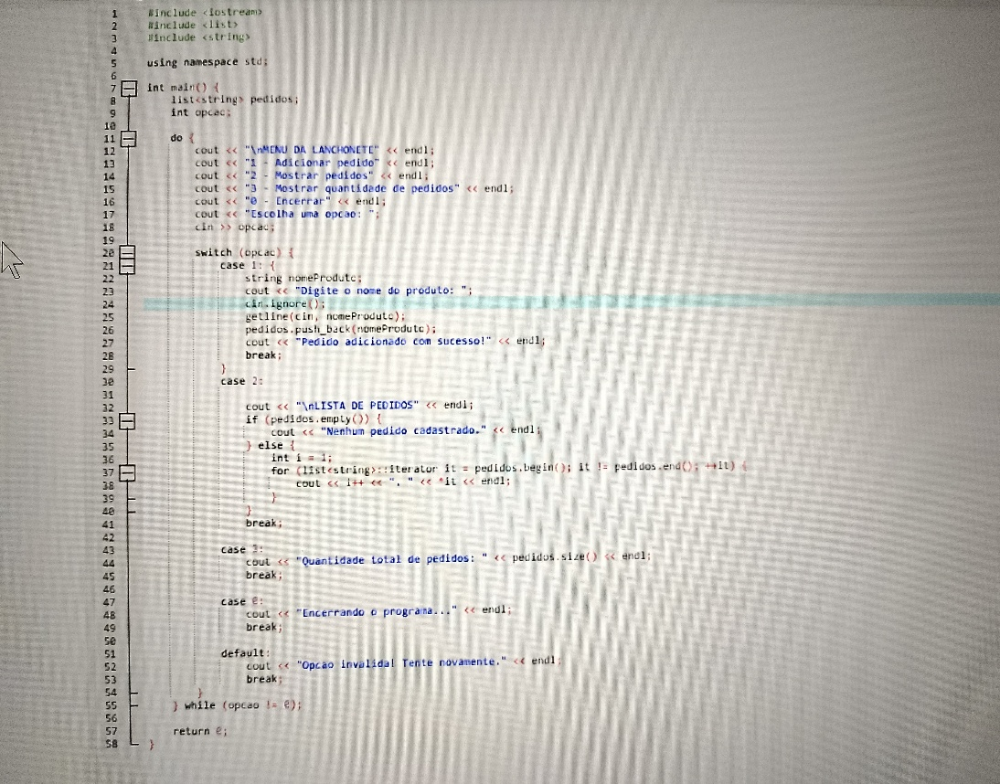 1 #include <iostream>
2 #include <list>
3 #include <string>
4
5 using namespace std;
6
7 int main() {
8 list<string> pedidos;
9 int opcao;
10
11 do {
12 cout << "\nMENU DA LANCHONETE" << endl;
13 cout << "1 - Adicionar pedido" << endl;
14 cout << "2 - Mostrar pedidos" << endl;
15 cout << "3 - Mostrar quantidade de pedidos" << endl;
16 cout << "0 - Encerrar" << endl;
17 cout << "Escolha uma opcao: ";
18 cin >> opcao;
19
20 switch (opcao) {
21 case 1: {
22 string nomeProduto;
23 cout << "Digite o nome do produto: ";
24 cin.ignore();
25 getline(cin, nomeProduto);
26 pedidos.push_back(nomeProduto);
27 cout << "Pedido adicionado com sucesso!" << endl;
28 break;
29 }
30 case 2:
31
32 cout << "\nLISTA DE PEDIDOS" << endl;
33 if (pedidos.empty()) {
34 cout << "Nenhum pedido cadastrado." << endl;
35 } else {
36 int i = 1;
37 for (list<string>::iterator it = pedidos.begin(); it != pedidos.end(); ++it) {
38 cout << i++ << ". " << *it << endl;
39 }
40 }
41 break;
42
43 case 3:
44 cout << "Quantidade total de pedidos: " << pedidos.size() << endl;
45 break;
46
47 case 0:
48 cout << "Encerrando o programa..." << endl;
49 break;
50
51 default:
52 cout << "Opcao invalida! Tente novamente." << endl;
53 break;
54 }
55 } while (opcao != 0);
56
57 return 0;
58 }